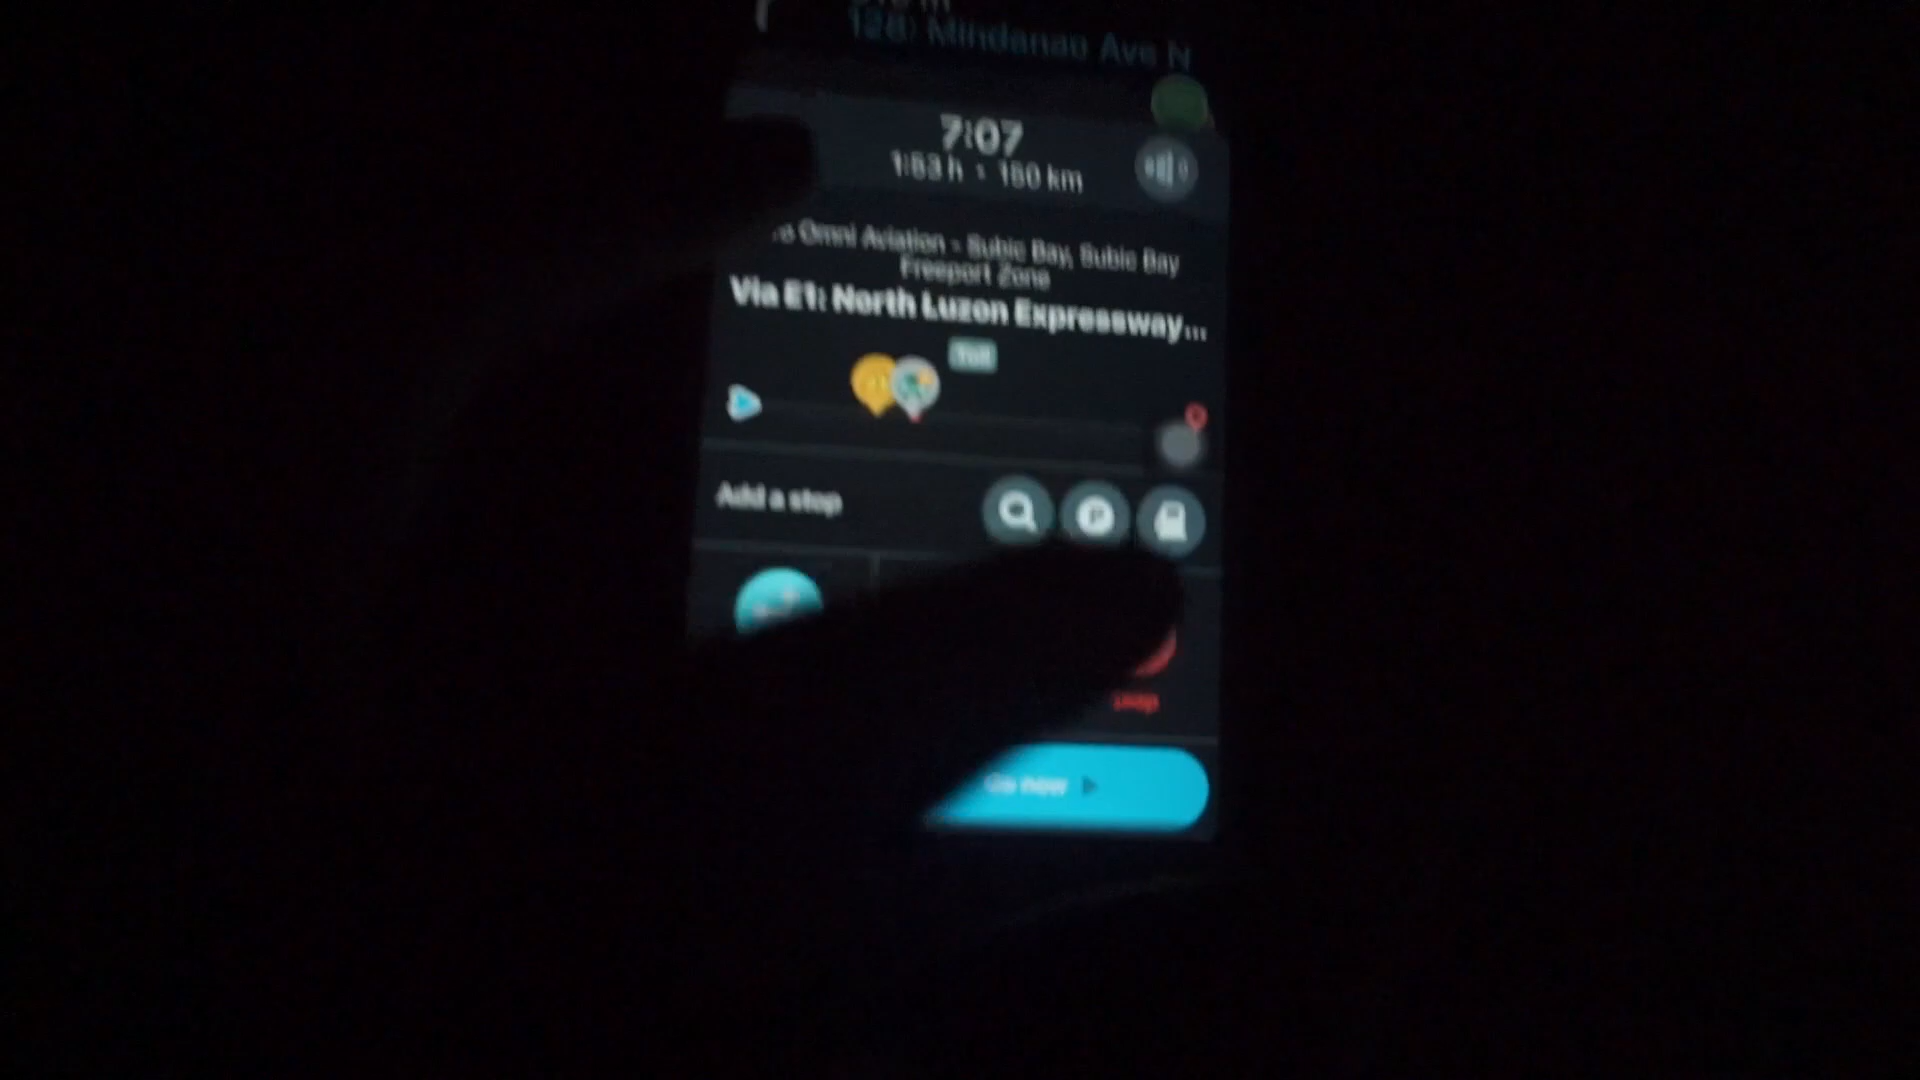 128: Mindanao Ave N
7:07
1:53 h · 150 km
Omni Aviation - Subic Bay, Subic Bay
Freeport Zone
Via E1: North Luzon Expressway...
Toll
Add a stop
P
Go now